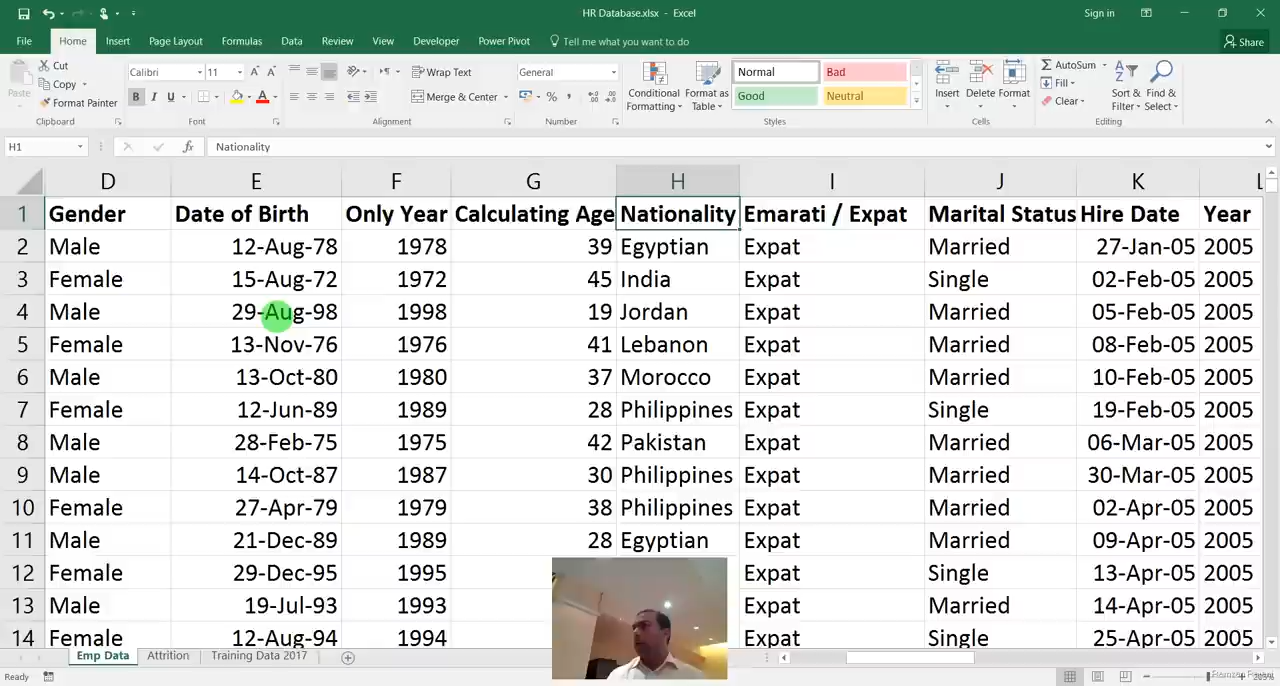 HR Database.xlsx - Excel
Sign in
File Home Insert Page Layout Formulas Data Review View Developer Power Pivot Tell me what you want to do Share
Paste
Cut
Copy
Format Painter
Clipboard
Calibri 11
B I U
Font
Wrap Text
Merge & Center
Alignment
General
Number
Conditional Formatting
Format as Table
Normal Bad
Good Neutral
Styles
Insert Delete Format
Cells
AutoSum
Fill
Clear
Sort & Filter
Find & Select
Editing
H1 fx Nationality
D E F G H I J K L
1 Gender Date of Birth Only Year Calculating Age Nationality Emarati / Expat Marital Status Hire Date Year
2 Male 12-Aug-78 1978 39 Egyptian Expat Married 27-Jan-05 2005
3 Female 15-Aug-72 1972 45 India Expat Single 02-Feb-05 2005
4 Male 29-Aug-98 1998 19 Jordan Expat Married 05-Feb-05 2005
5 Female 13-Nov-76 1976 41 Lebanon Expat Married 08-Feb-05 2005
6 Male 13-Oct-80 1980 37 Morocco Expat Married 10-Feb-05 2005
7 Female 12-Jun-89 1989 28 Philippines Expat Single 19-Feb-05 2005
8 Male 28-Feb-75 1975 42 Pakistan Expat Married 06-Mar-05 2005
9 Male 14-Oct-87 1987 30 Philippines Expat Married 30-Mar-05 2005
10 Female 27-Apr-79 1979 38 Philippines Expat Married 02-Apr-05 2005
11 Male 21-Dec-89 1989 28 Egyptian Expat Married 09-Apr-05 2005
12 Female 29-Dec-95 1995 Expat Single 13-Apr-05 2005
13 Male 19-Jul-93 1993 Expat Married 14-Apr-05 2005
14 Female 12-Aug-94 1994 Expat Single 25-Apr-05 2005
Emp Data Attrition Training Data 2017
Ready